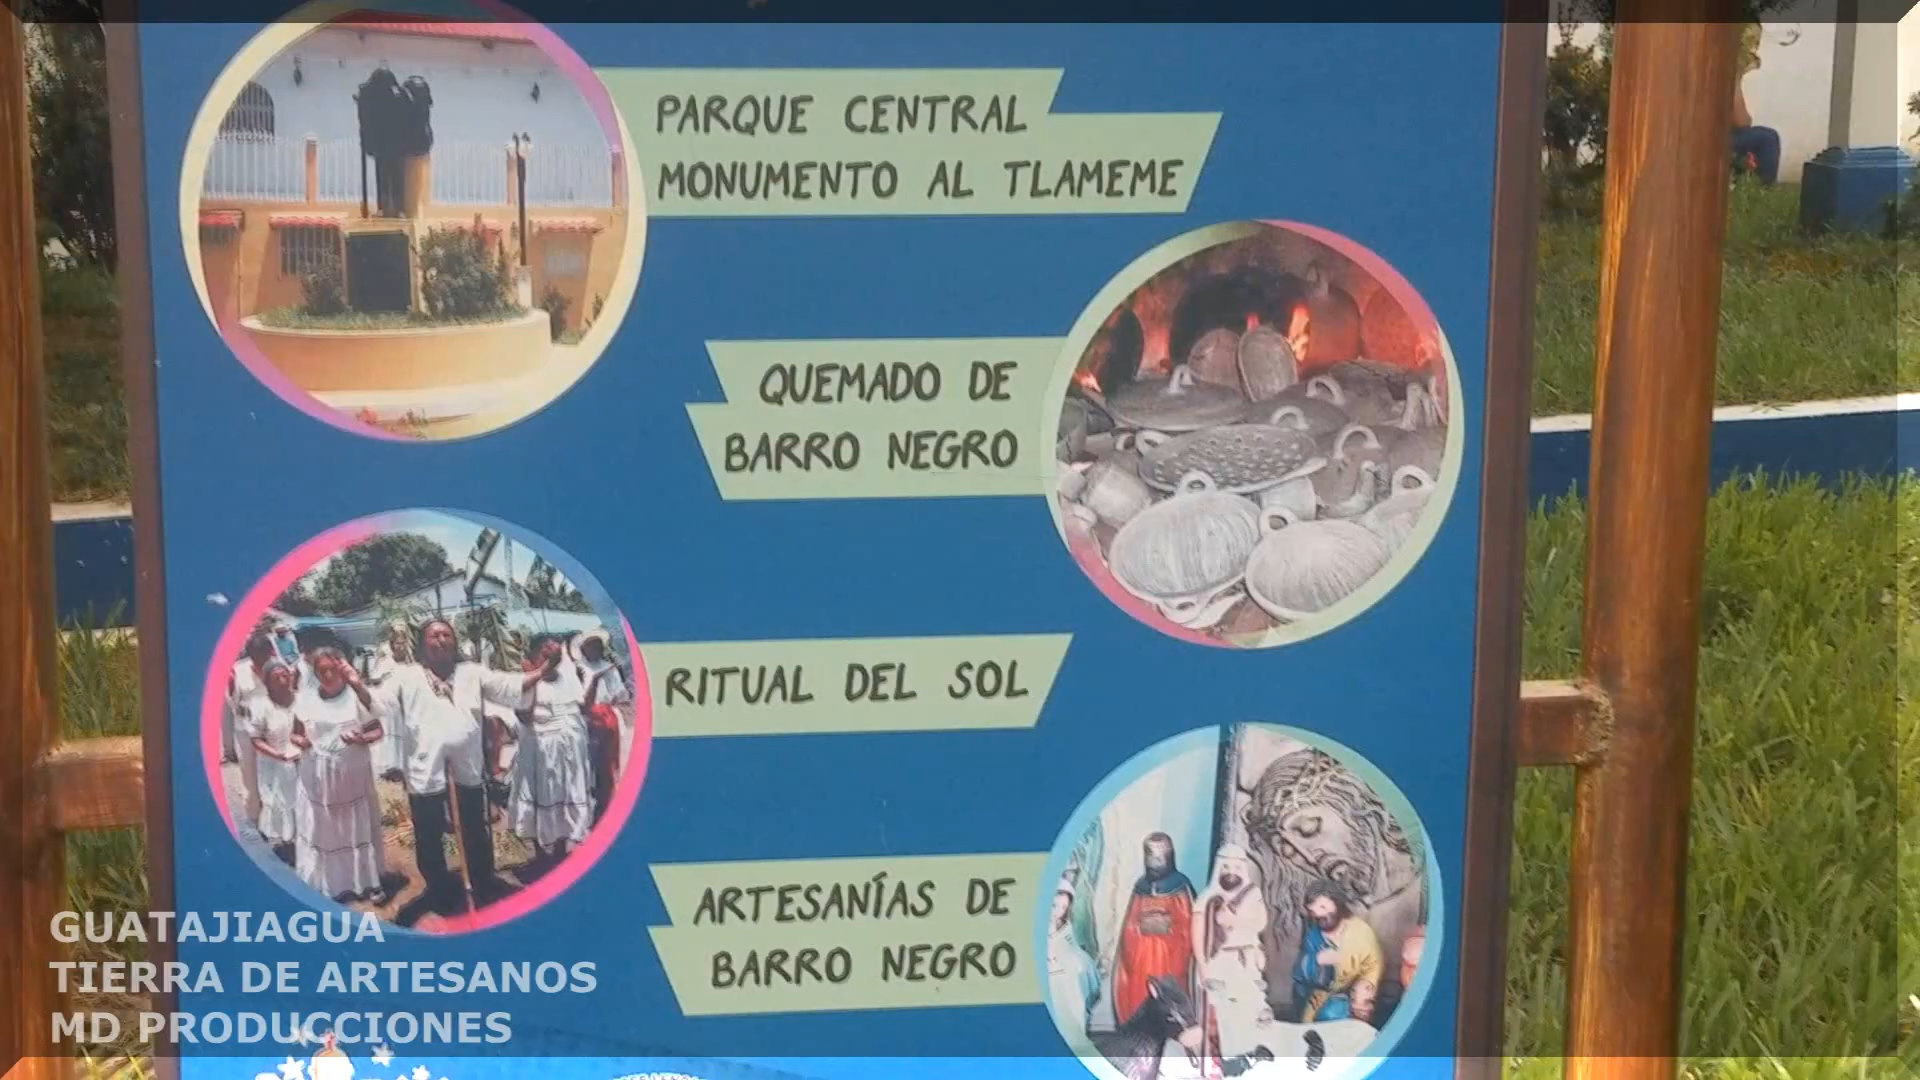 PARQUE CENTRAL
MONUMENTO AL TLAMEME
QUEMADO DE
BARRO NEGRO
RITUAL DEL SOL
ARTESANÍAS DE
BARRO NEGRO
GUATAJIAGUA
TIERRA DE ARTESANOS
MD PRODUCCIONES